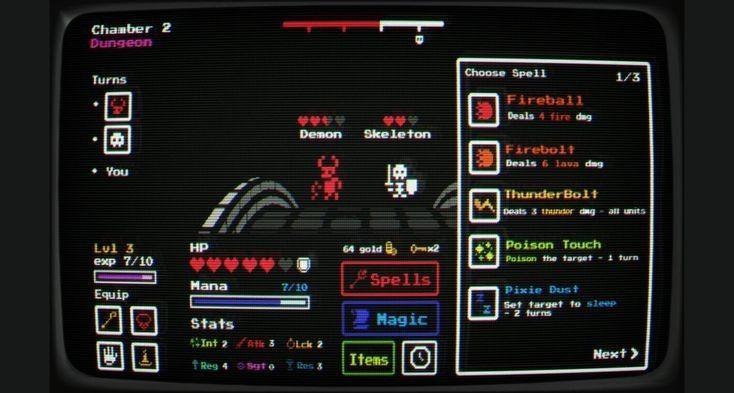 Chamber 2
Dungeon
Turns
You
Demon
Skeleton
Choose Spell
1/3
Fireball
Deals 4 fire dmg
Firebolt
Deals 6 lava dmg
ThunderBolt
Deals 3 thunder dmg - all units
Poison Touch
Poison the target - 1 turn
Pixie Dust
Set target to sleep
- 2 turns
Next >
Lvl 3
exp 7/10
Equip
HP
Mana 7/10
Stats
Int 2 Atk 3 Lck 2
Reg 4 Sgt 0 Res 3
64 gold x2
Spells
Magic
Items